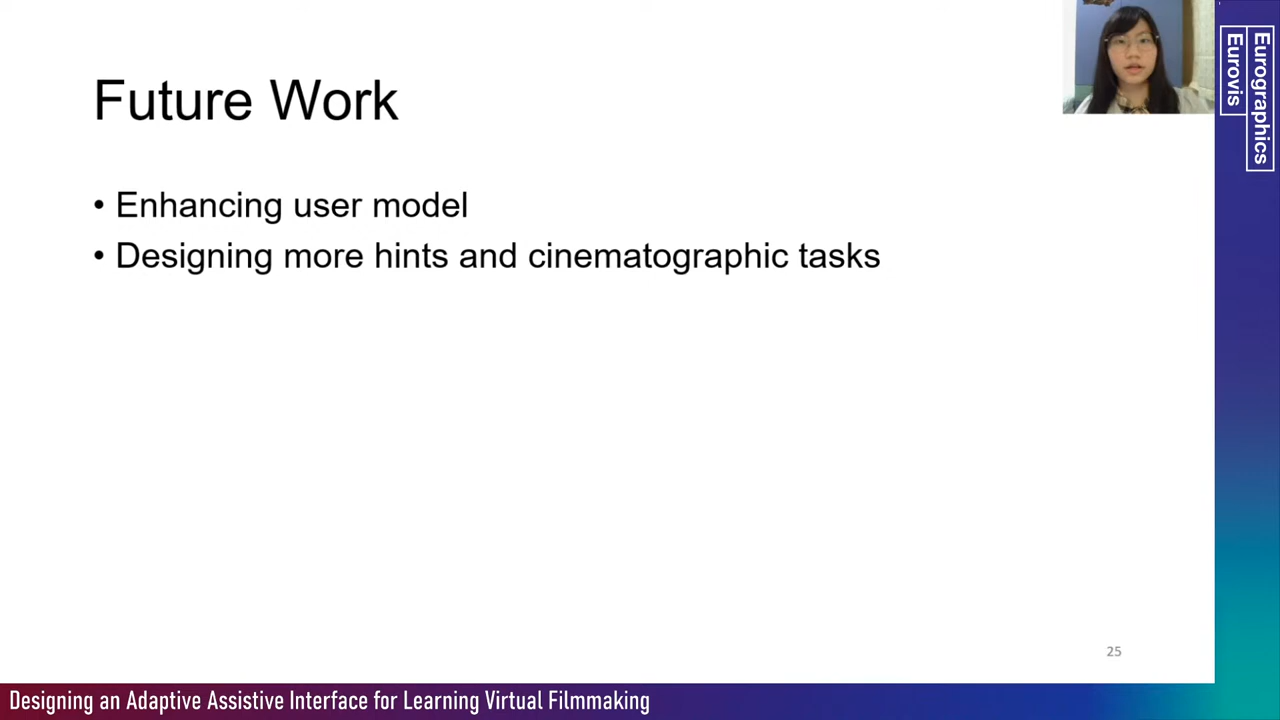 Future Work
• Enhancing user model
• Designing more hints and cinematographic tasks
25
Designing an Adaptive Assistive Interface for Learning Virtual Filmmaking
Eurographics
Eurovis